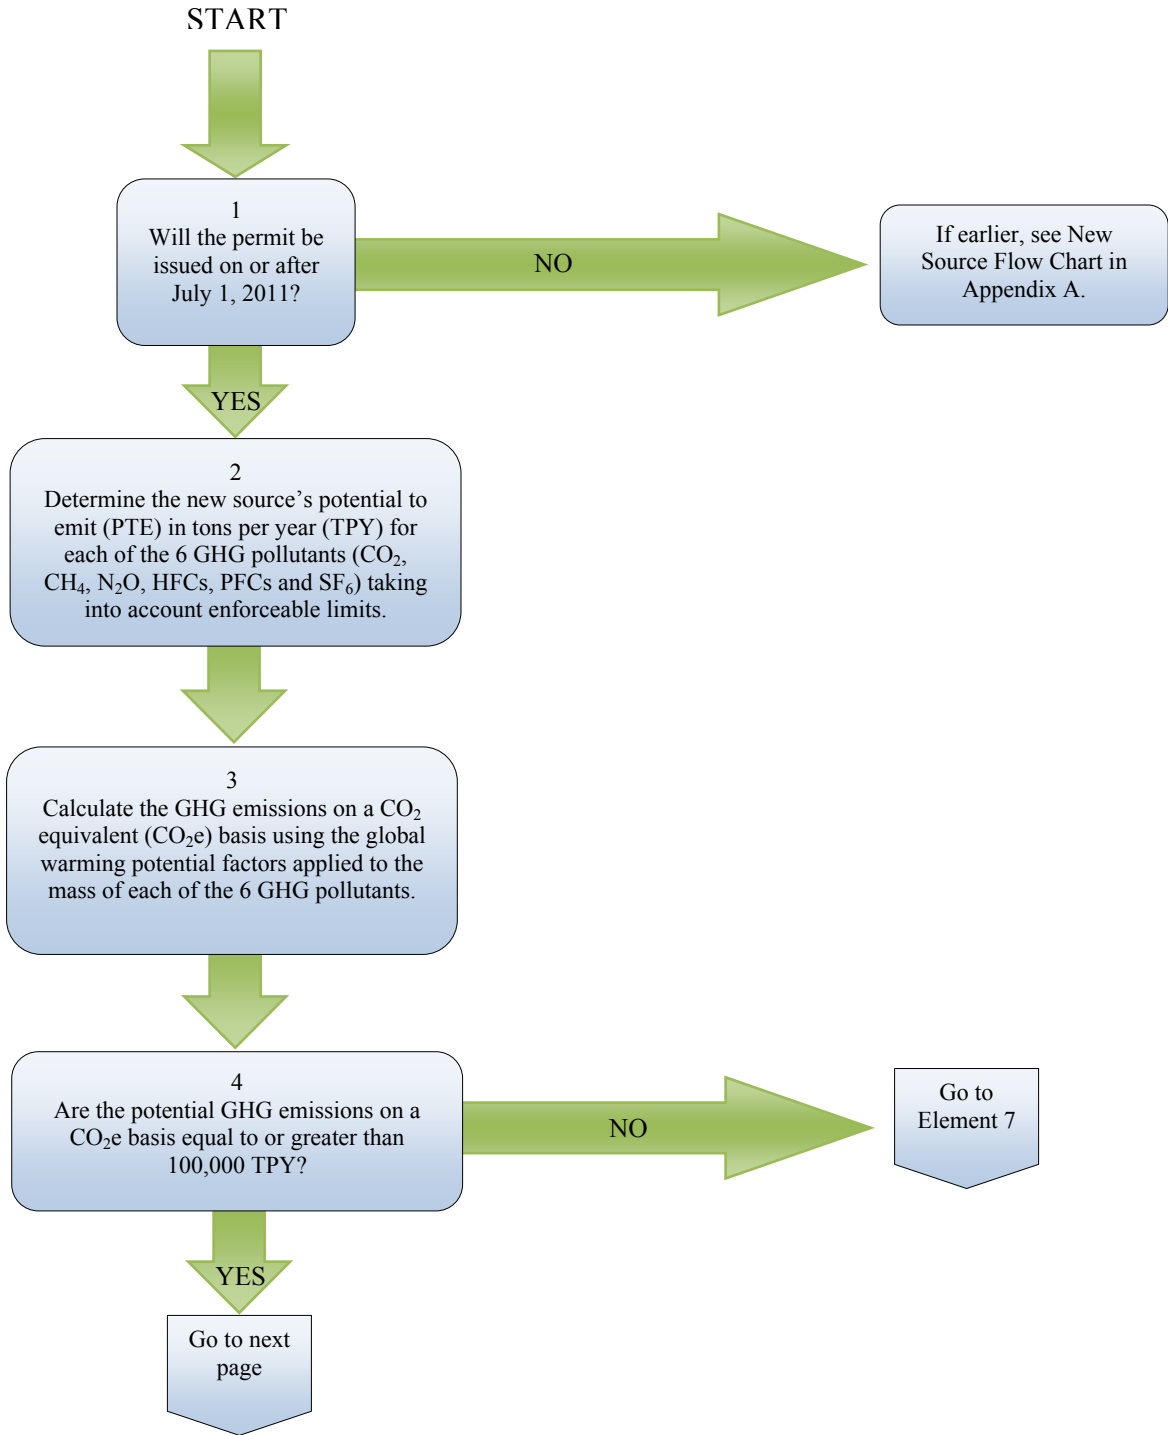 START
1
Will the permit be
issued on or after
July 1, 2011?
NO
If earlier, see New
Source Flow Chart in
Appendix A.
YES
2
Determine the new source’s potential to
emit (PTE) in tons per year (TPY) for
each of the 6 GHG pollutants (CO₂,
CH₄, N₂O, HFCs, PFCs and SF₆) taking
into account enforceable limits.
3
Calculate the GHG emissions on a CO₂
equivalent (CO₂e) basis using the global
warming potential factors applied to the
mass of each of the 6 GHG pollutants.
4
Are the potential GHG emissions on a
CO₂e basis equal to or greater than
100,000 TPY?
NO
Go to
Element 7
YES
Go to next
page